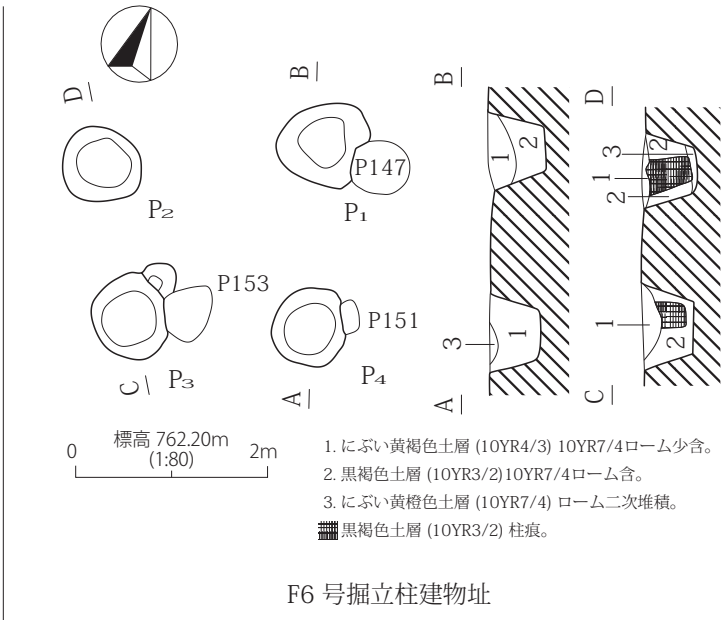 D
B
P147
P2
P1
P153
P151
C
P3
A
P4
B
1
2
3
1
A
D
3
2
1
2
1
2
C
標高 762.20m
0 (1:80) 2m
1. にぶい黄褐色土層 (10YR4/3) 10YR7/4ローム少含。
2. 黒褐色土層 (10YR3/2)10YR7/4ローム含。
3. にぶい黄橙色土層 (10YR7/4) ローム二次堆積。
黒褐色土層 (10YR3/2) 柱痕。
F6 号掘立柱建物址